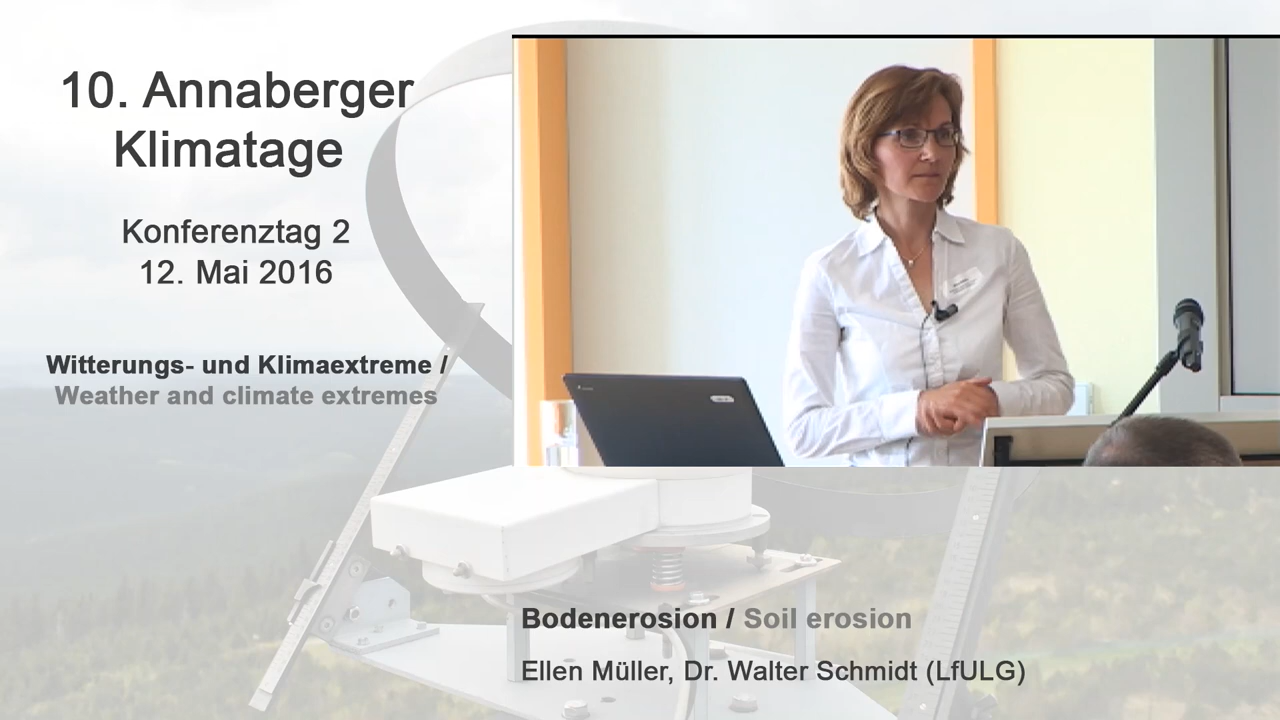 10. Annaberger
Klimatage
Konferenztag 2
12. Mai 2016
Witterungs- und Klimaextreme /
Weather and climate extremes
Bodenerosion / Soil erosion
Ellen Müller, Dr. Walter Schmidt (LfULG)